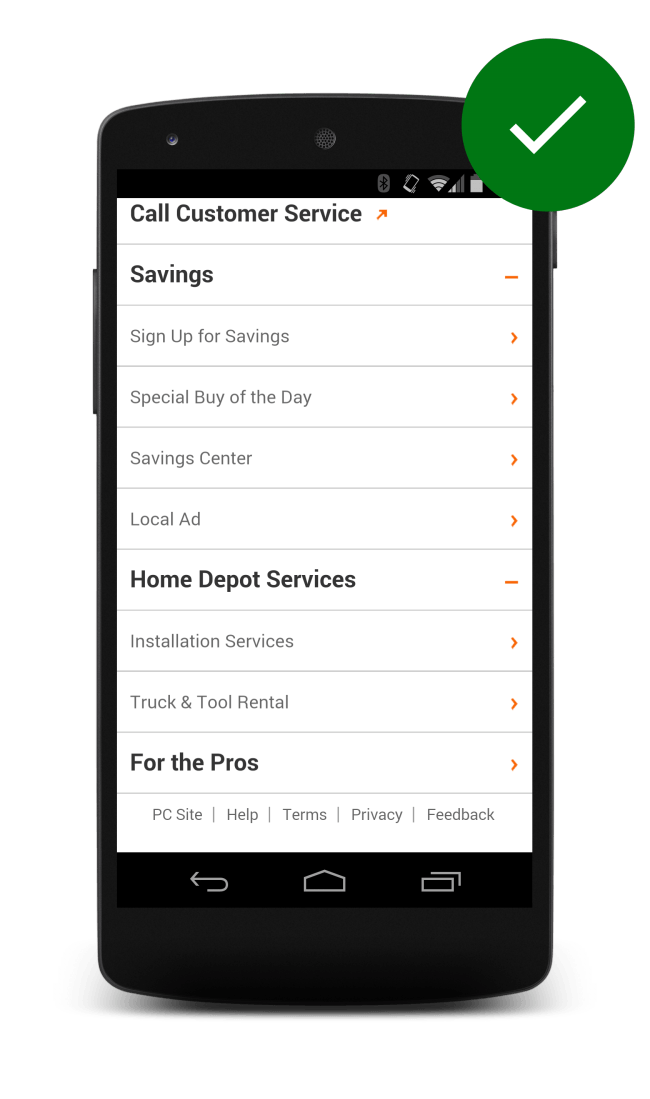 Call Customer Service
Savings
Sign Up for Savings
Special Buy of the Day
Savings Center
Local Ad
Home Depot Services
Installation Services
Truck & Tool Rental
For the Pros
PC Site | Help | Terms | Privacy | Feedback